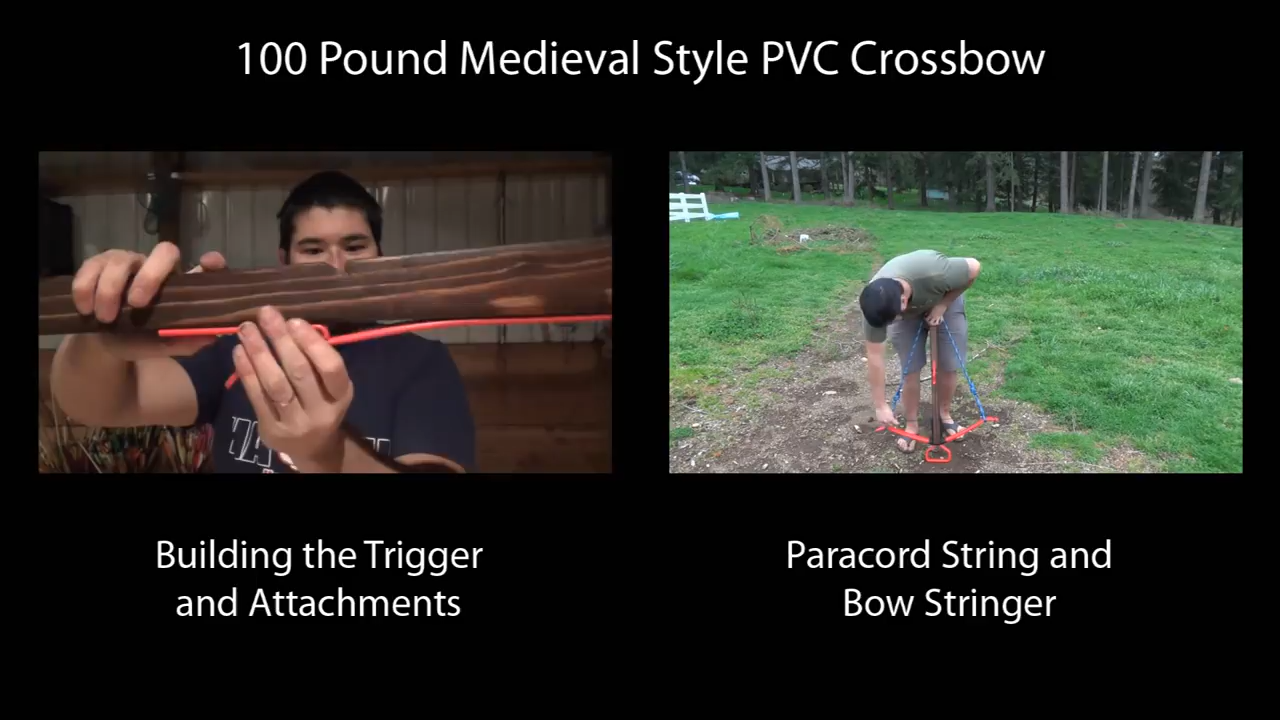 100 Pound Medieval Style PVC Crossbow
Building the Trigger
and Attachments
Paracord String and
Bow Stringer